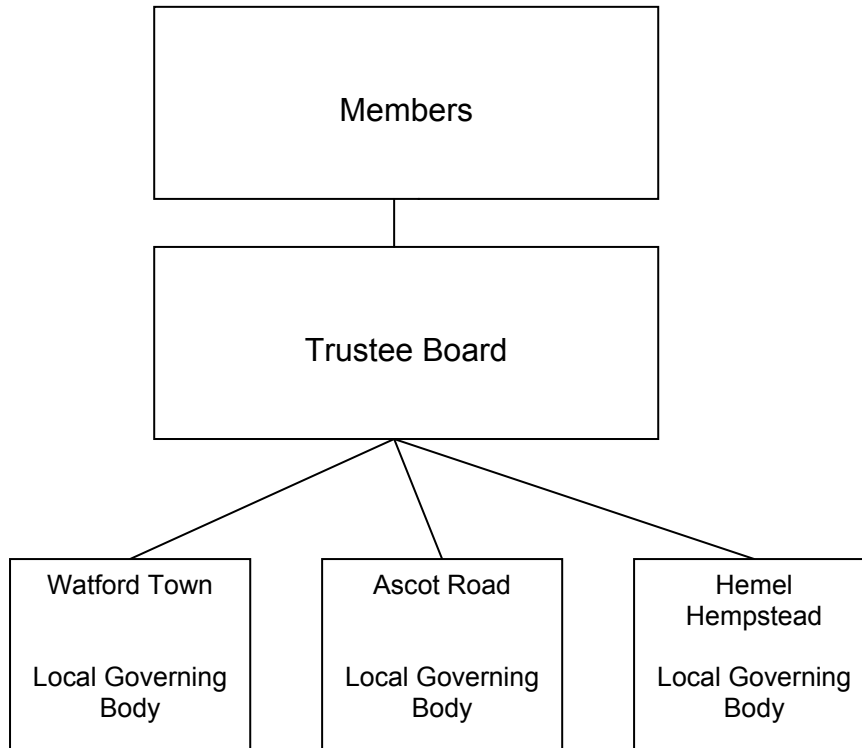 Members
Trustee Board
Watford Town
Local Governing
Body
Ascot Road
Local Governing
Body
Hemel
Hempstead
Local Governing
Body